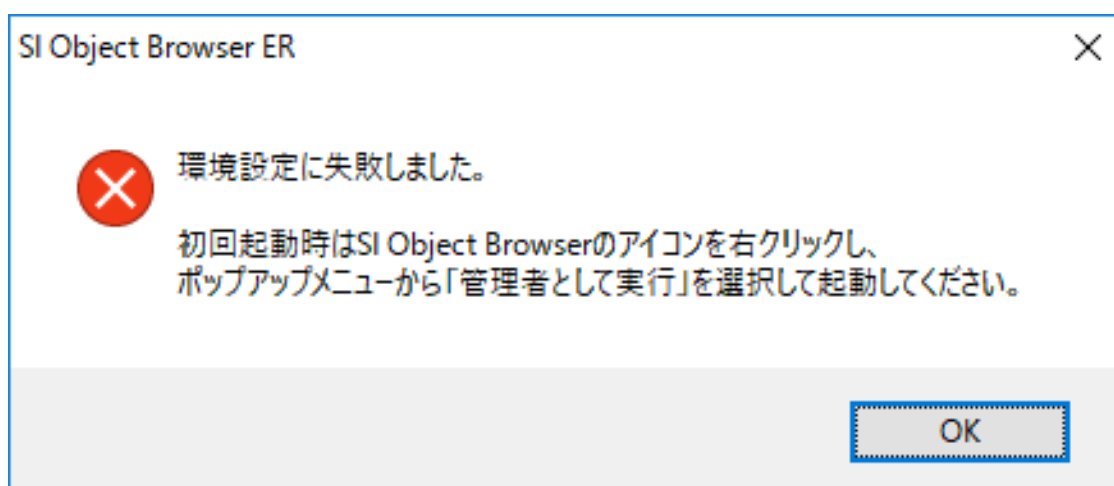 SI Object Browser ER
環境設定に失敗しました。
初回起動時はSI Object Browserのアイコンを右クリックし、
ポップアップメニューから「管理者として実行」を選択して起動してください。
OK